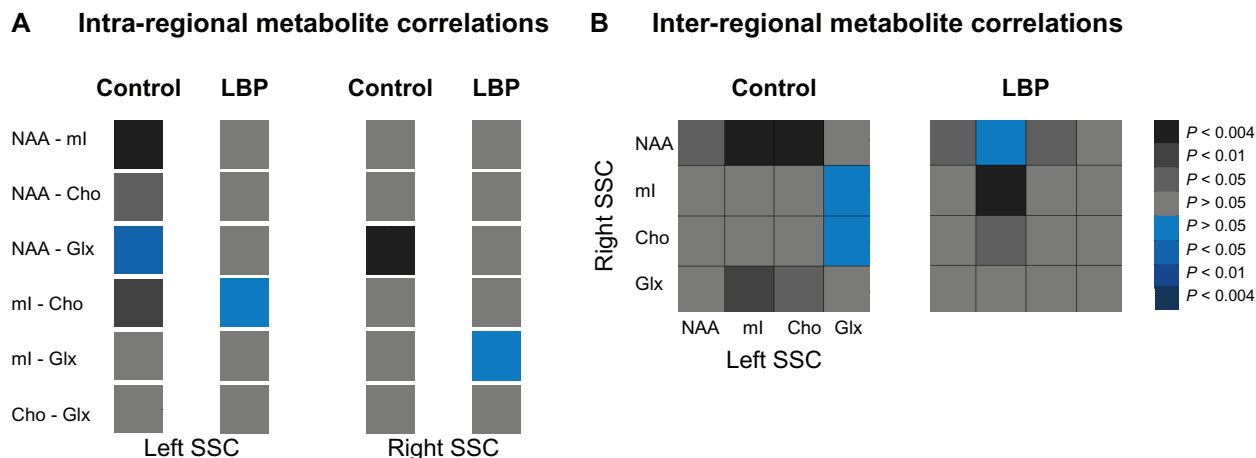 A Intra-regional metabolite correlations
Control LBP Control LBP
NAA - mI
NAA - Cho
NAA - Glx
mI - Cho
mI - Glx
Cho - Glx
Left SSC Right SSC
B Inter-regional metabolite correlations
Control LBP
Right SSC
NAA
mI
Cho
Glx
NAA mI Cho Glx
Left SSC
P < 0.004
P < 0.01
P < 0.05
P > 0.05
P > 0.05
P < 0.05
P < 0.01
P < 0.004